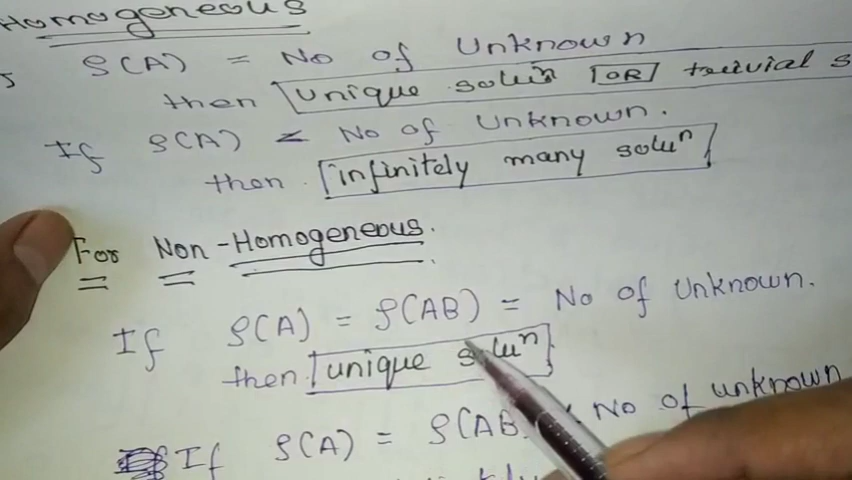 Homogeneous
ρ(A) = No of Unknown
then unique soluⁿ OR trivial
If ρ(A) < No of Unknown.
then infinitely many soluⁿ
For Non-Homogeneous.
If ρ(A) = ρ(AB) = No of Unknown.
then unique soluⁿ
If ρ(A) = ρ(AB) No of unknown